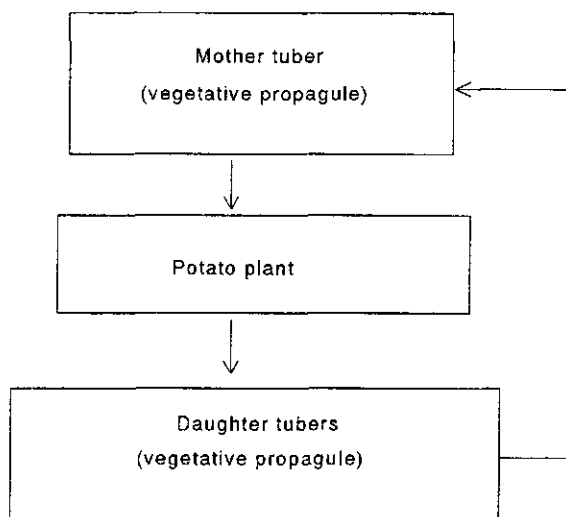 Mother tuber
(vegetative propagule)
Potato plant
Daughter tubers
(vegetative propagule)